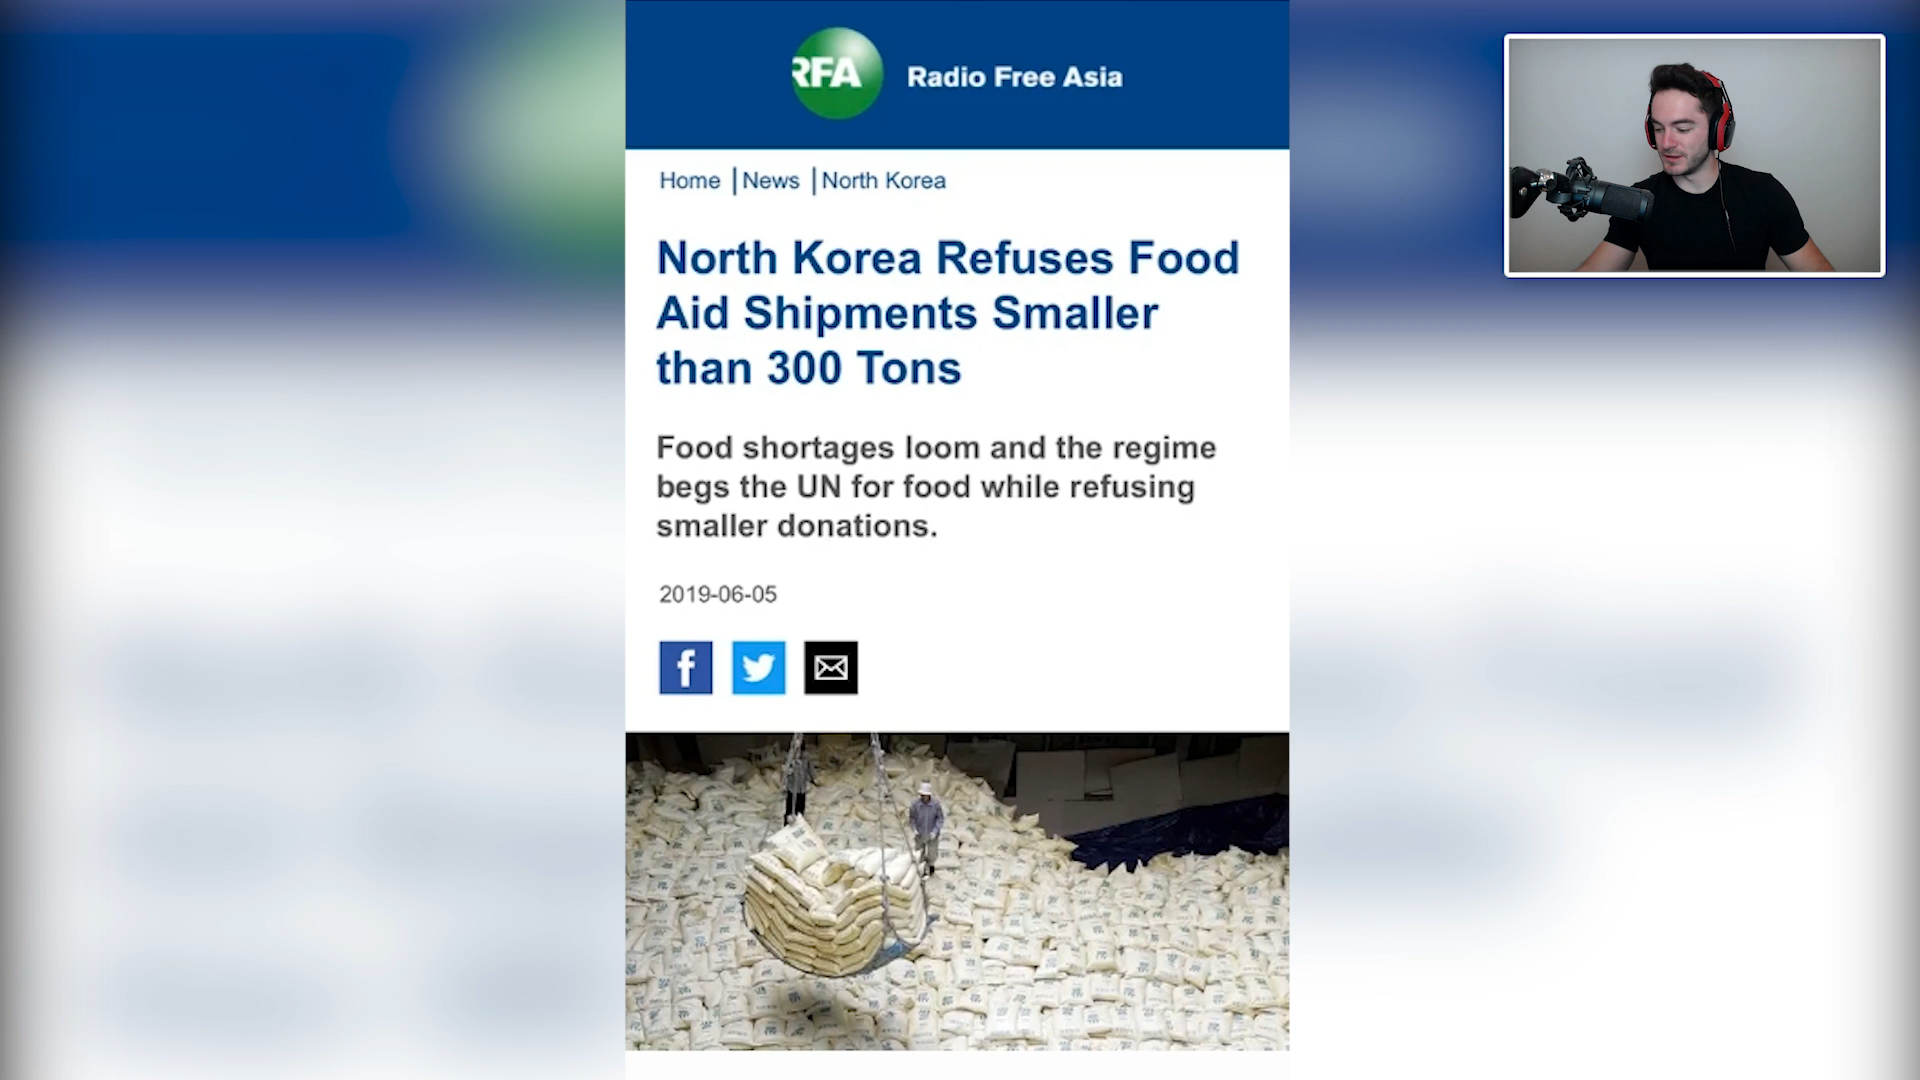 RFA Radio Free Asia
Home | News | North Korea
North Korea Refuses Food
Aid Shipments Smaller
than 300 Tons
Food shortages loom and the regime
begs the UN for food while refusing
smaller donations.
2019-06-05
f